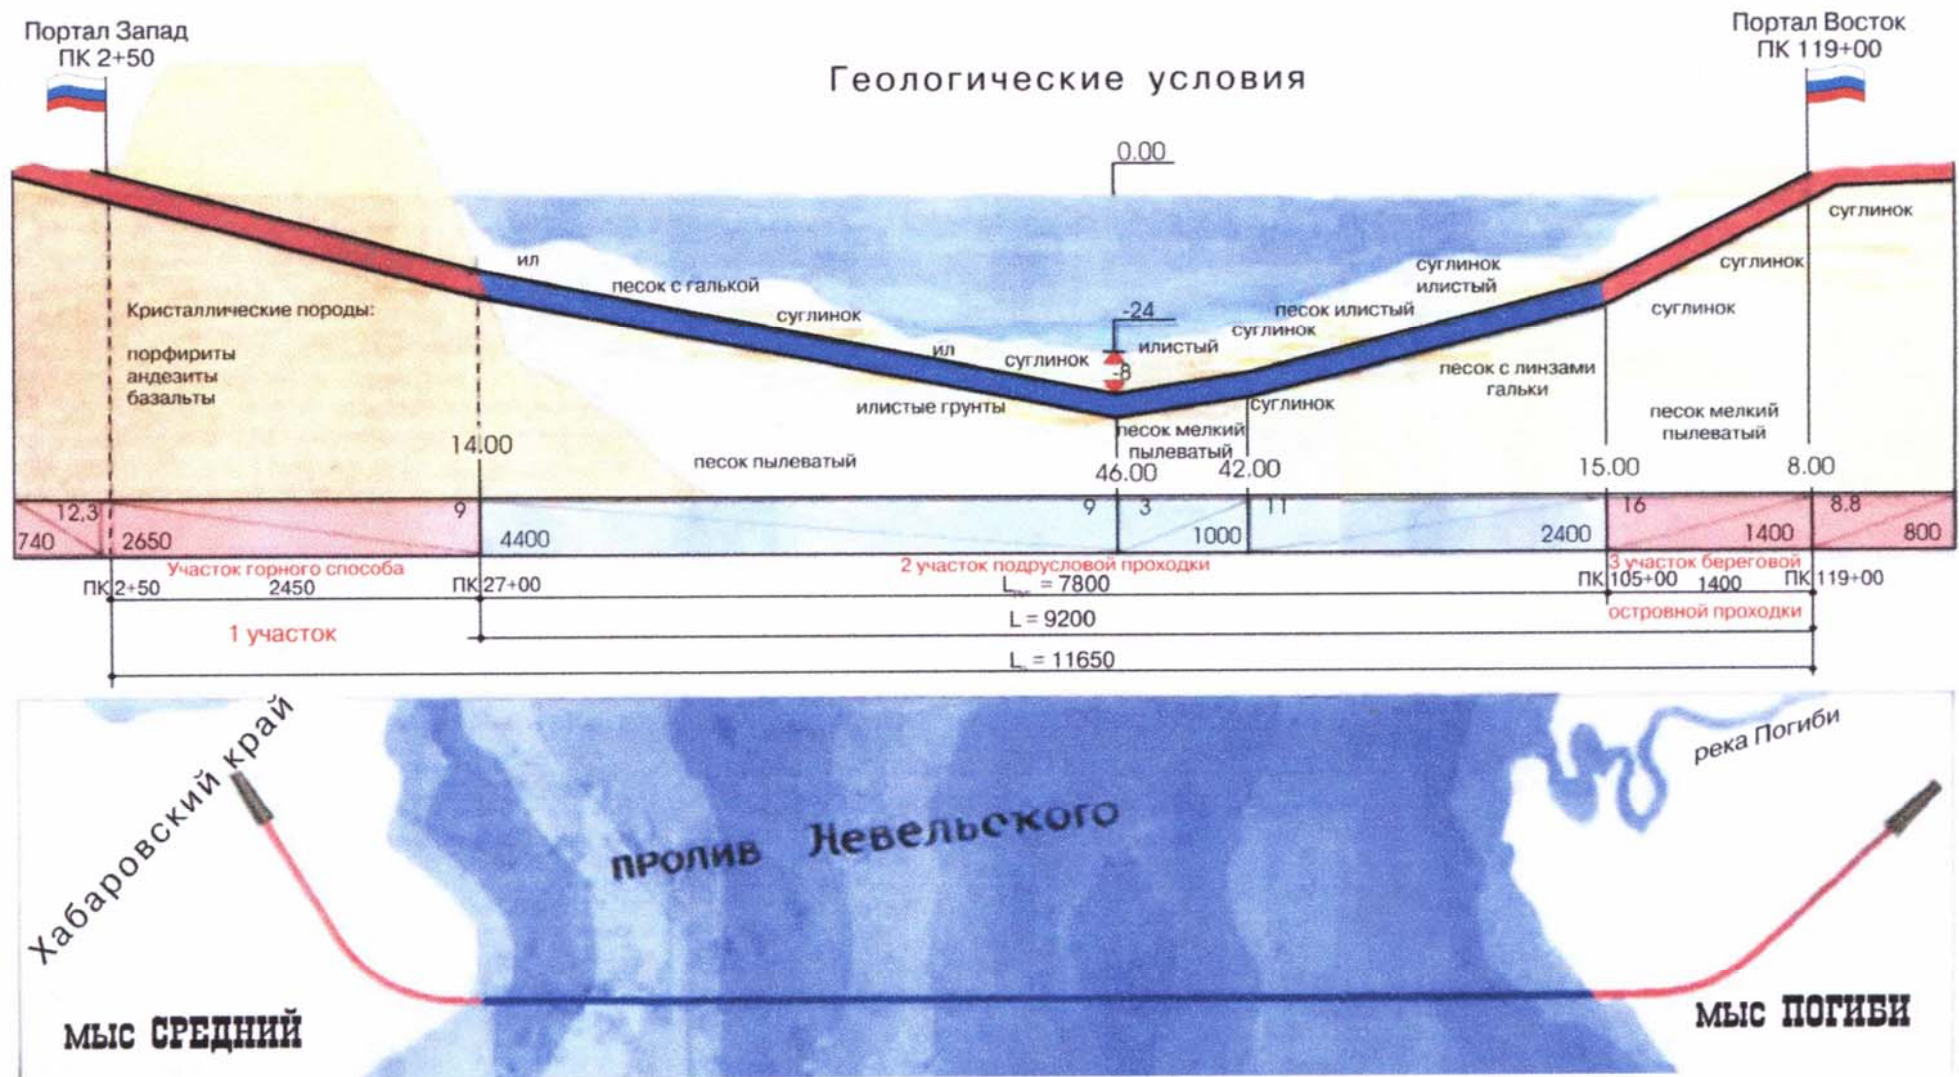 Портал Запад
ПК 2+50
Геологические условия
Портал Восток
ПК 119+00
0.00
суглинок
ил
песок с галькой
суглинок
суглинок
илистый
суглинок
суглинок
Кристаллические породы:
порфириты
андезиты
базальты
-24
песок илистый
суглинок
илистый
ил
суглинок
-8
песок с линзами
гальки
илистые грунты
суглинок
песок мелкий
пылеватый
песок мелкий
пылеватый
песок пылеватый
14.00
46.00
42.00
15.00
8.00
12,3
9
9
3
11
16
8.8
740
2650
4400
1000
2400
1400
800
Участок горного способа
2 участок подрусловой проходки
3 участок береговой
островной проходки
ПК 2+50
2450
ПК 27+00
= 7800
ПК 105+00
1400
ПК 119+00
1 участок
L = 9200
L = 11650
Хабаровский край
пролив Невельского
река Погиби
мыс СРЕДНИЙ
мыс ПОГИБИ